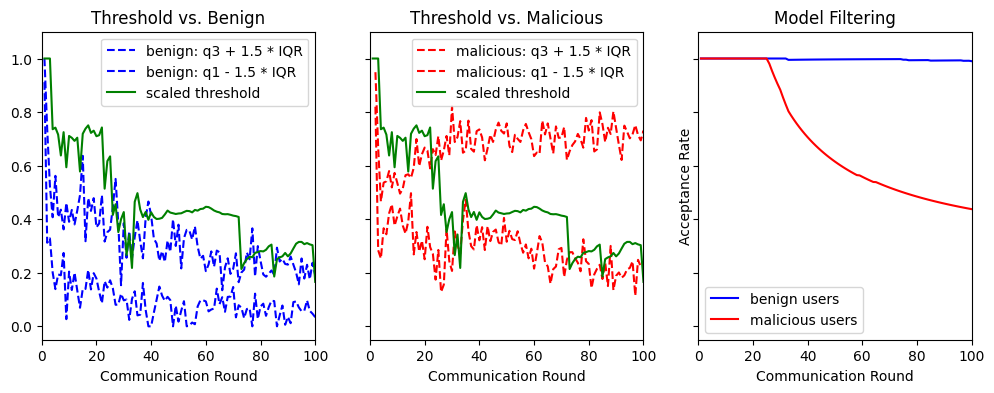 Threshold vs. Benign
benign: q3 + 1.5 * IQR
benign: q1 - 1.5 * IQR
scaled threshold
1.0
0.8
0.6
0.4
0.2
0.0
0 20 40 60 80 100
Communication Round
Threshold vs. Malicious
malicious: q3 + 1.5 * IQR
malicious: q1 - 1.5 * IQR
scaled threshold
0 20 40 60 80 100
Communication Round
Model Filtering
Acceptance Rate
benign users
malicious users
0 20 40 60 80 100
Communication Round